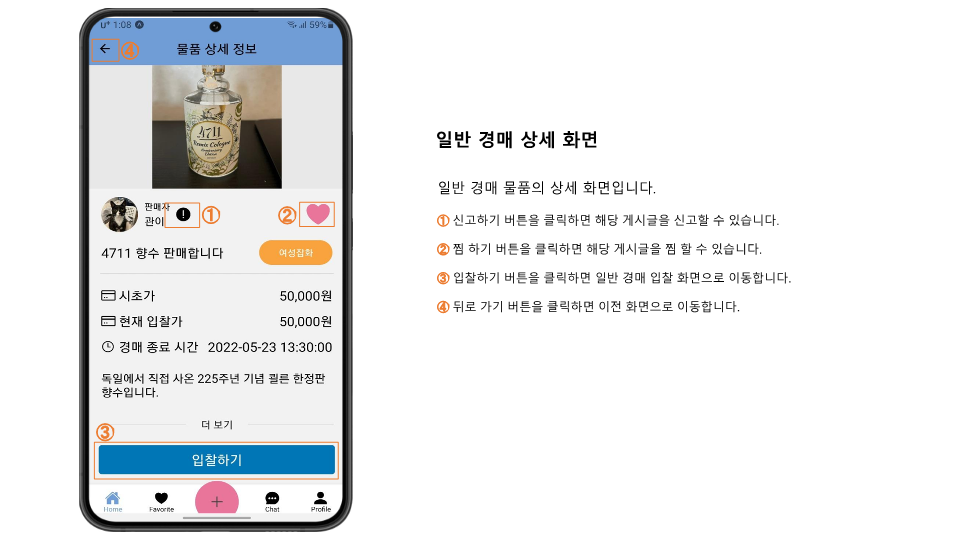 U+ 1:08 59%
④
물품 상세 정보
4711
Remix Cologne
판매자
관이
①
②
4711 향수 판매합니다
여성잡화
시초가 50,000원
현재 입찰가 50,000원
경매 종료 시간 2022-05-23 13:30:00
독일에서 직접 사온 225주년 기념 쾰른 한정판
향수입니다.
더 보기
③
입찰하기
+
Home Favorite Chat Profile
일반 경매 상세 화면
일반 경매 물품의 상세 화면입니다.
① 신고하기 버튼을 클릭하면 해당 게시글을 신고할 수 있습니다.
② 찜 하기 버튼을 클릭하면 해당 게시글을 찜 할 수 있습니다.
③ 입찰하기 버튼을 클릭하면 일반 경매 입찰 화면으로 이동합니다.
④ 뒤로 가기 버튼을 클릭하면 이전 화면으로 이동합니다.